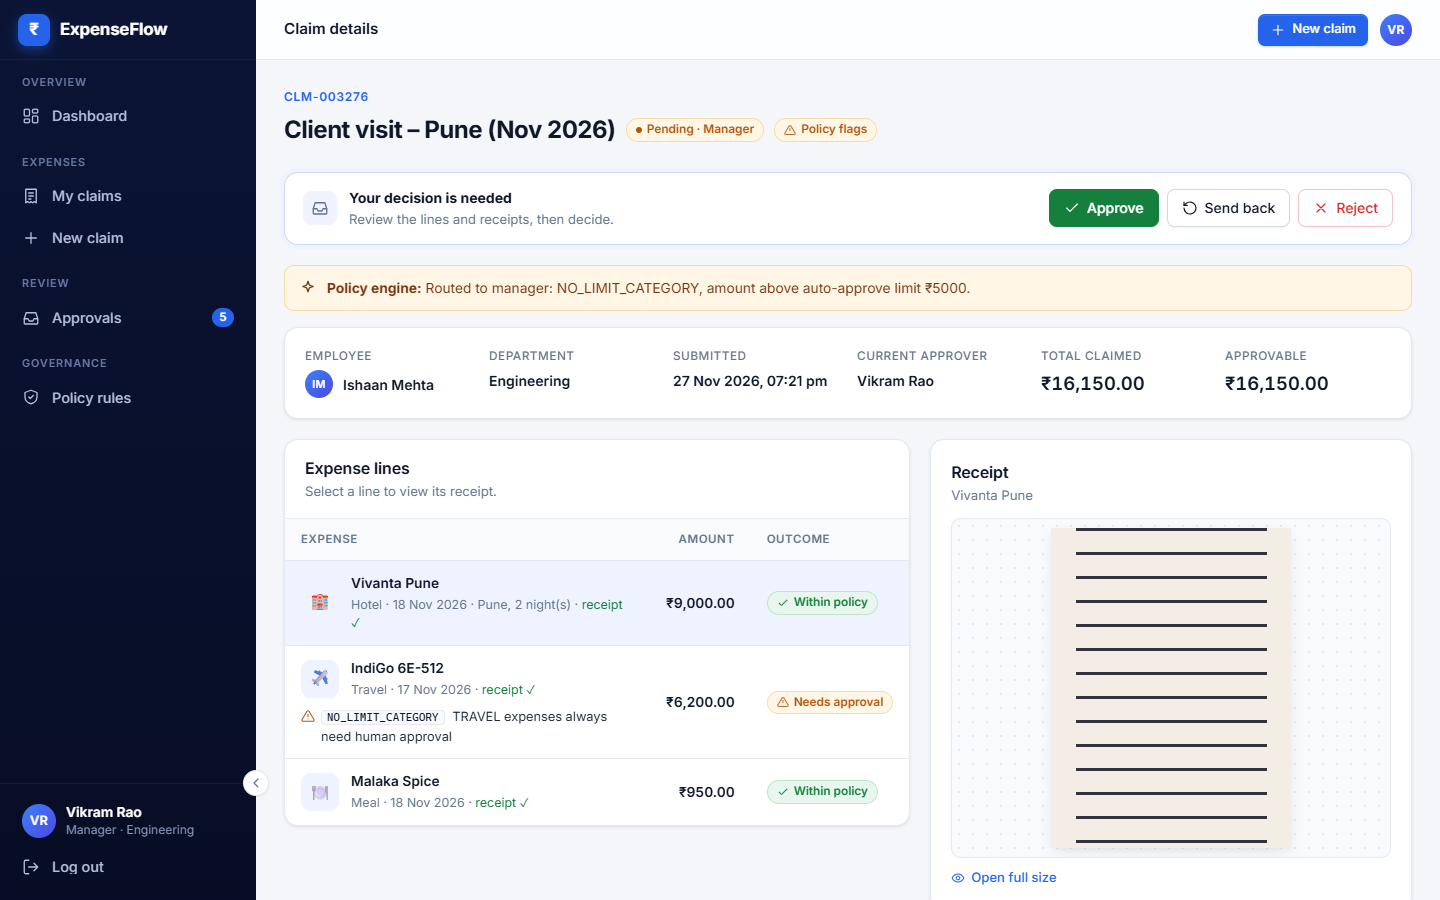 ₹ ExpenseFlow
OVERVIEW
Dashboard
EXPENSES
My claims
New claim
REVIEW
Approvals 5
GOVERNANCE
Policy rules
VR Vikram Rao
Manager · Engineering
Log out
Claim details
New claim VR
CLM-003276
Client visit – Pune (Nov 2026) Pending · Manager Policy flags
Your decision is needed
Review the lines and receipts, then decide.
Approve Send back Reject
Policy engine: Routed to manager: NO_LIMIT_CATEGORY, amount above auto-approve limit ₹5000.
EMPLOYEE DEPARTMENT SUBMITTED CURRENT APPROVER TOTAL CLAIMED APPROVABLE
IM Ishaan Mehta Engineering 27 Nov 2026, 07:21 pm Vikram Rao ₹16,150.00 ₹16,150.00
Expense lines
Select a line to view its receipt.
EXPENSE AMOUNT OUTCOME
Vivanta Pune
Hotel · 18 Nov 2026 · Pune, 2 night(s) · receipt
✓
₹9,000.00 Within policy
IndiGo 6E-512
Travel · 17 Nov 2026 · receipt ✓
NO_LIMIT_CATEGORY TRAVEL expenses always
need human approval
₹6,200.00 Needs approval
Malaka Spice
Meal · 18 Nov 2026 · receipt ✓
₹950.00 Within policy
Receipt
Vivanta Pune
Open full size